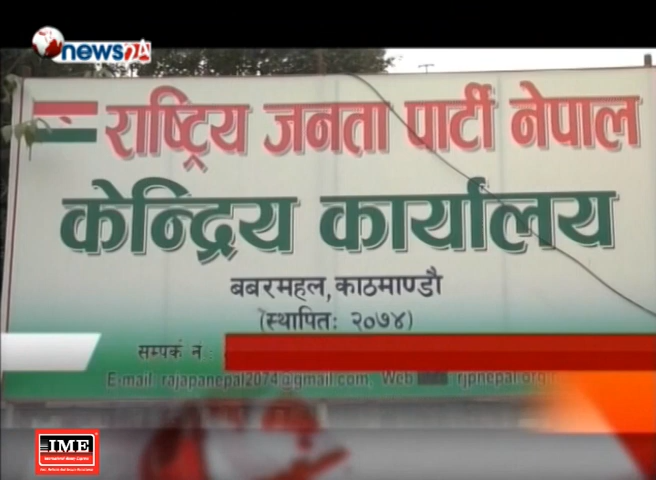 news24
राष्ट्रिय जनता पार्टी नेपाल
केन्द्रिय कार्यालय
बबरमहल, काठमाण्डौ
(स्थापितः २०७४)
सम्पर्क न :
E-mail: rajapanepal2074@gmail.com, Web rjpnepal.org
IME